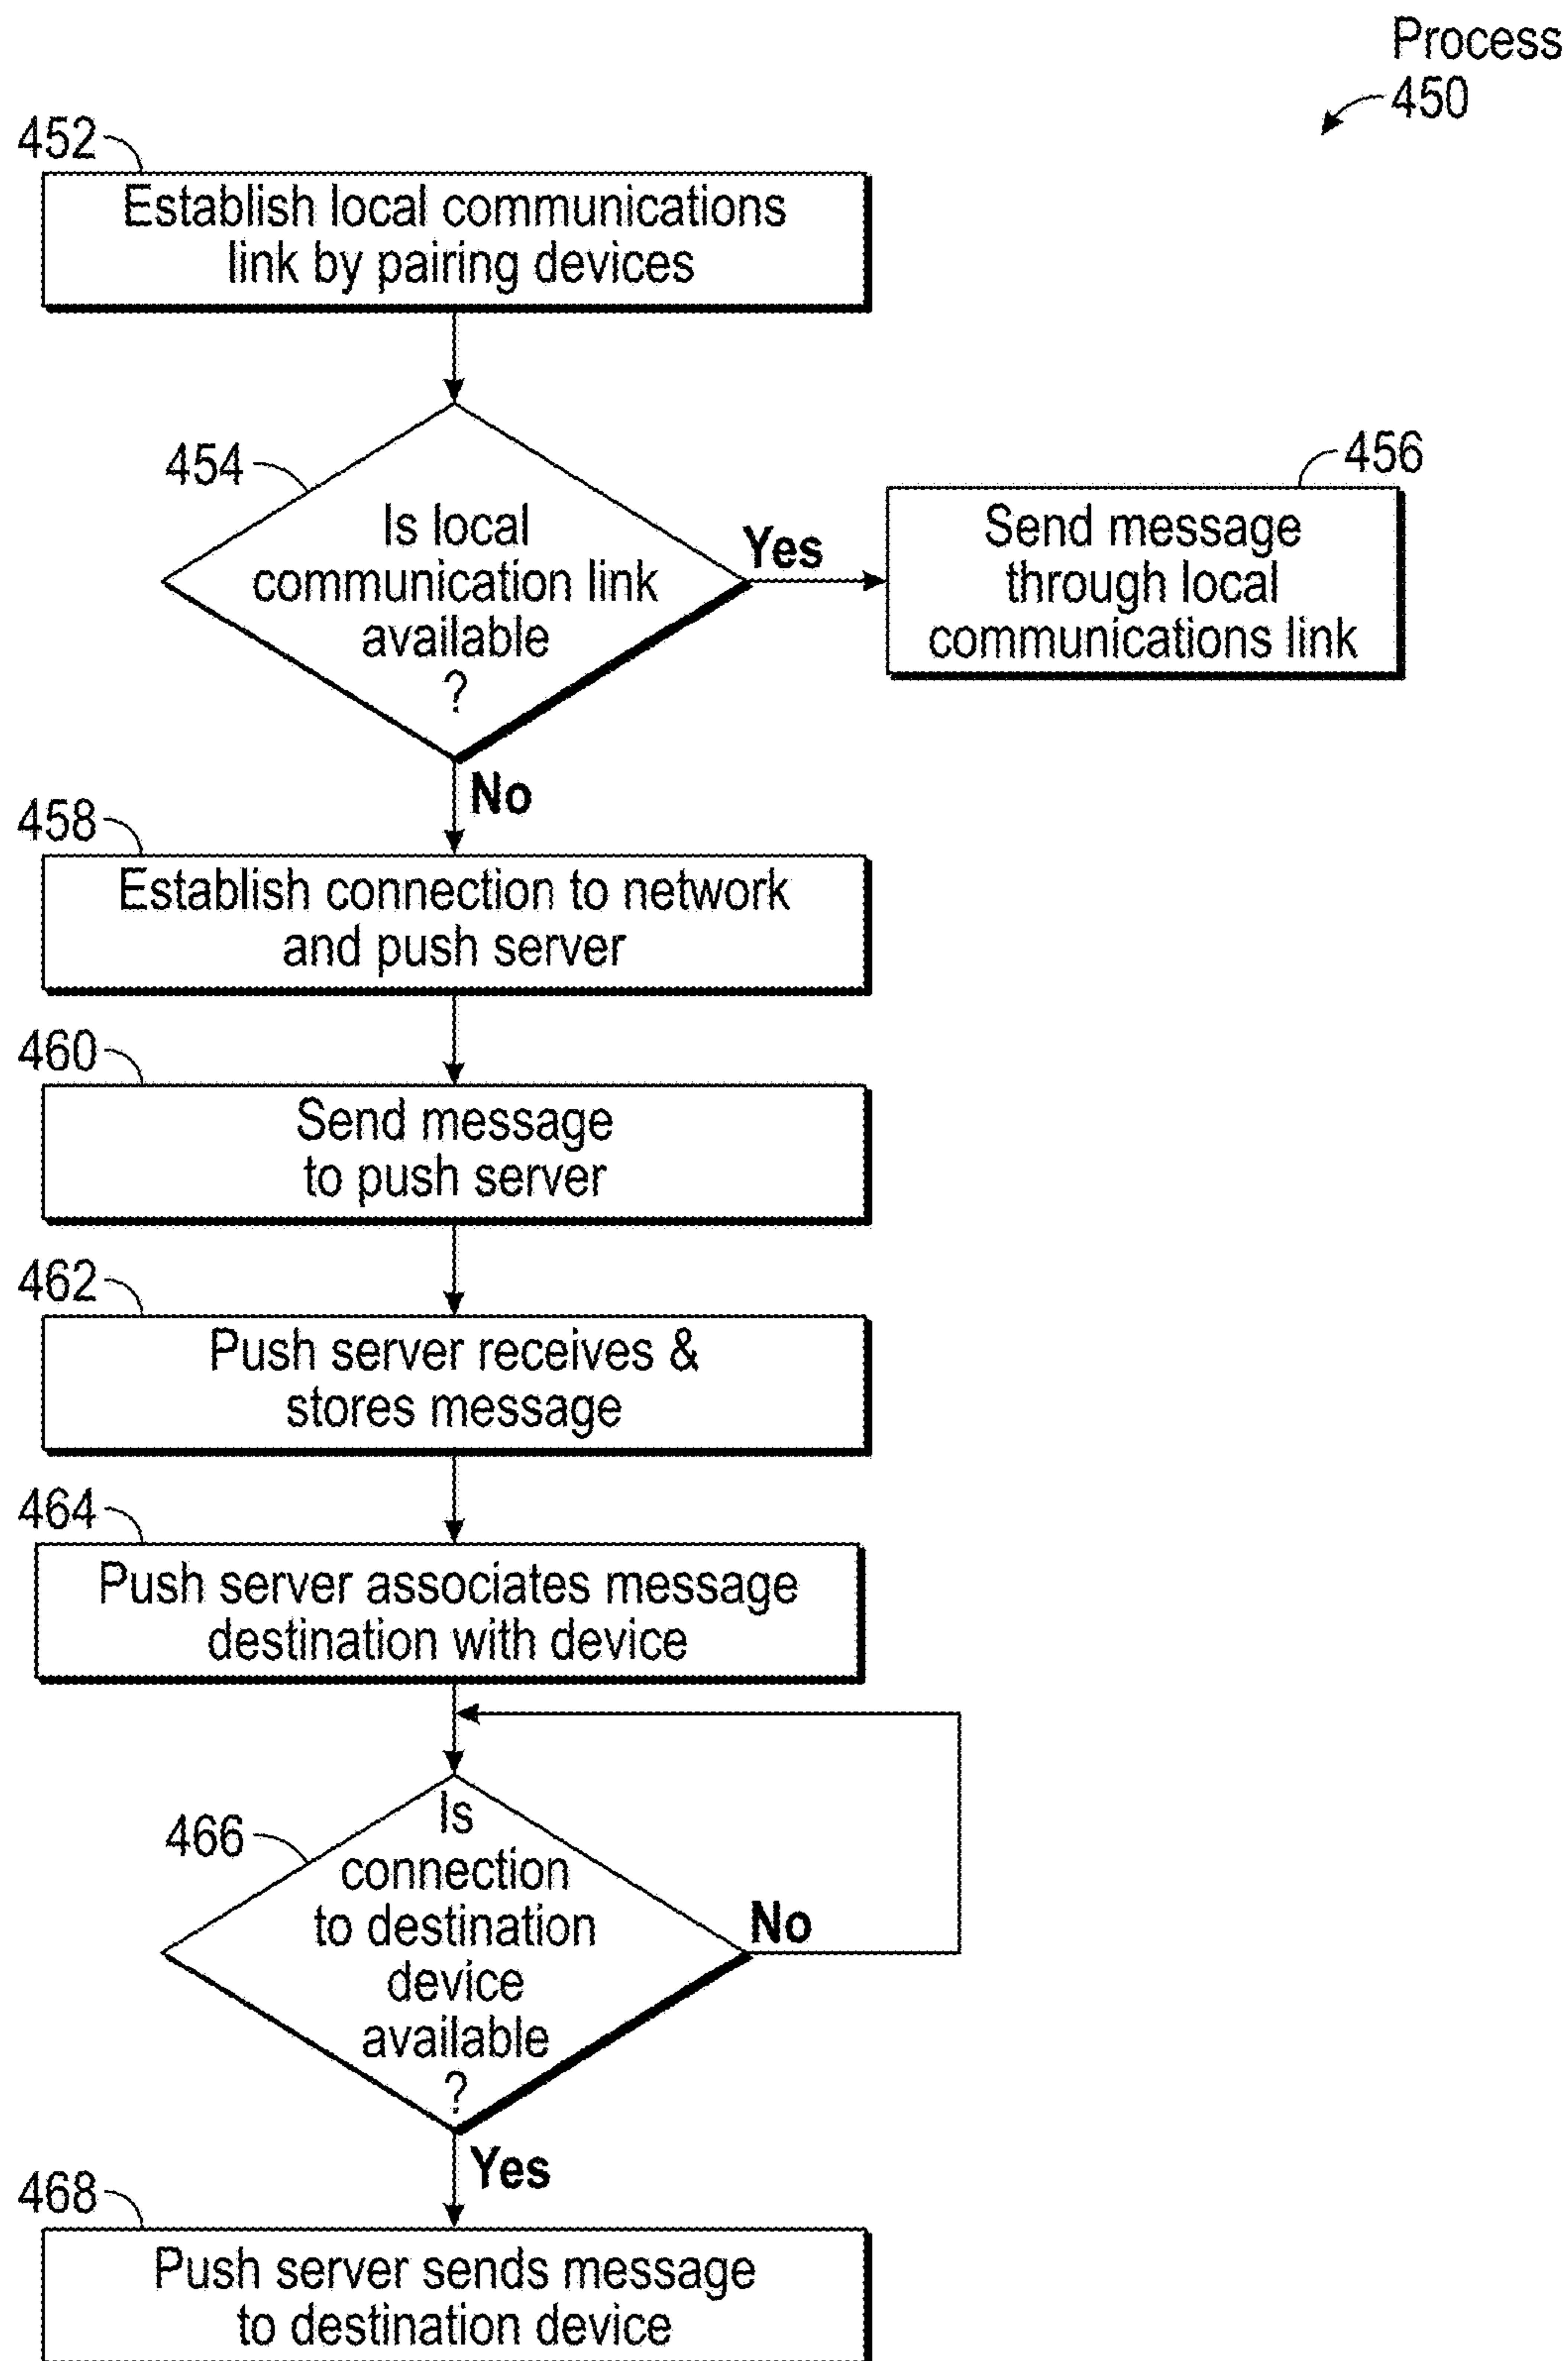 Process
450
452
Establish local communications
link by pairing devices
454
Is local
communication link
available
?
Yes
456
Send message
through local
communications link
No
458
Establish connection to network
and push server
460
Send message
to push server
462
Push server receives &
stores message
464
Push server associates message
destination with device
466
Is
connection
to destination
device
available
?
No
Yes
468
Push server sends message
to destination device